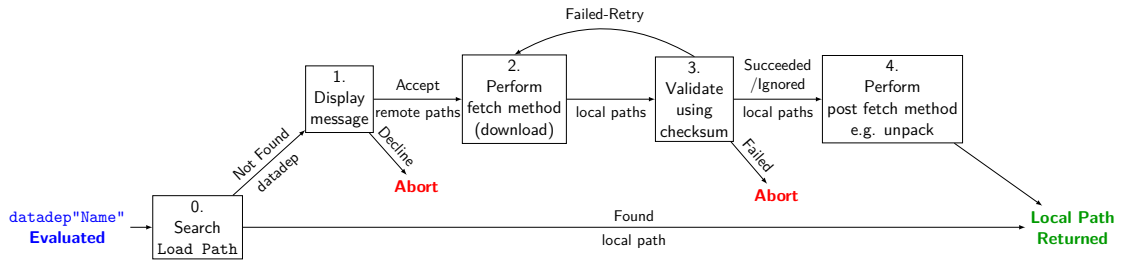 Failed-Retry
1.
Display
message
Accept
remote paths
2.
Perform
fetch method
(download)
local paths
3.
Validate
using
checksum
Succeeded
/Ignored
local paths
4.
Perform
post fetch method
e.g. unpack
Not Found
datadep
Decline
Abort
Failed
Abort
datadep"Name"
Evaluated
0.
Search
Load Path
Found
local path
Local Path
Returned